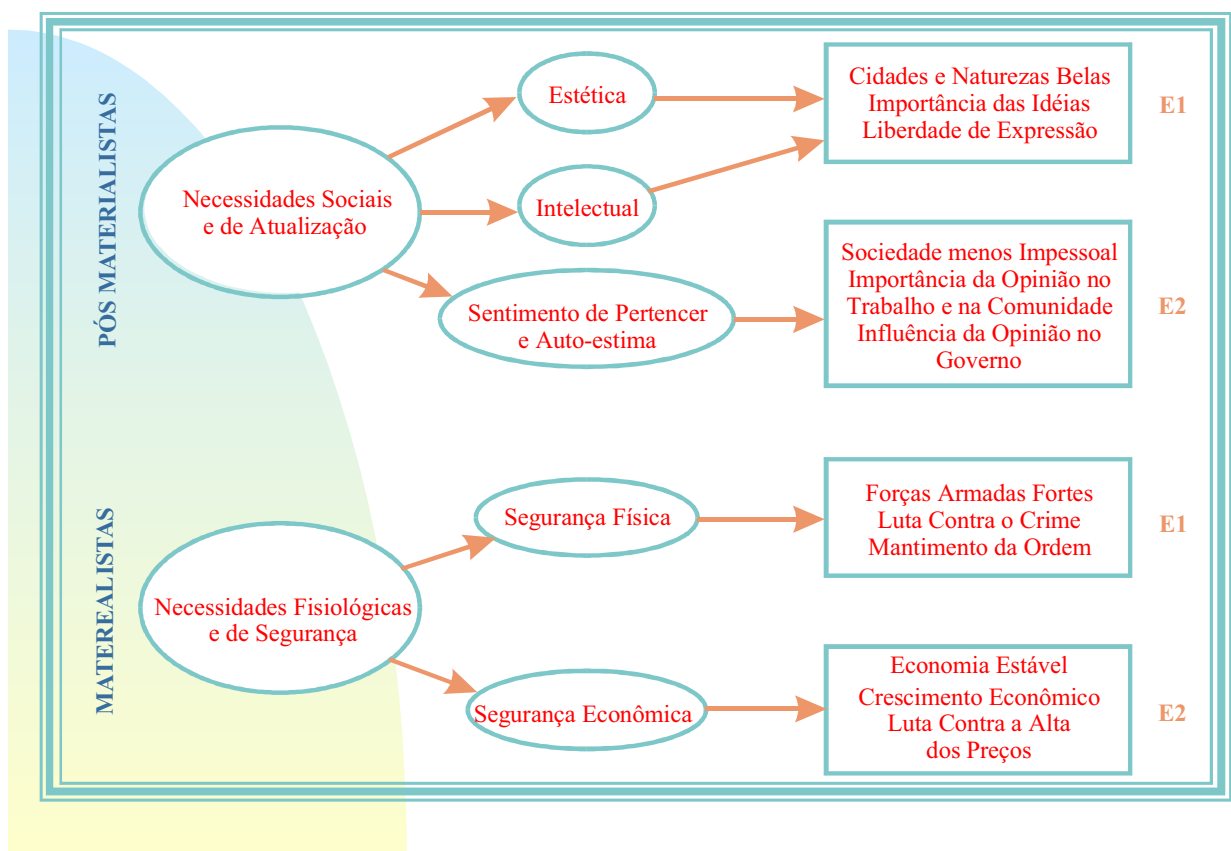 PÓS MATERIALISTAS
Necessidades Sociais
e de Atualização
Estética
Intelectual
Sentimento de Pertencer
e Auto-estima
Cidades e Naturezas Belas
Importância das Idéias
Liberdade de Expressão
E1
Sociedade menos Impessoal
Importância da Opinião no
Trabalho e na Comunidade
Influência da Opinião no
Governo
E2
MATEREALISTAS
Necessidades Fisiológicas
e de Segurança
Segurança Física
Segurança Econômica
Forças Armadas Fortes
Luta Contra o Crime
Mantimento da Ordem
E1
Economia Estável
Crescimento Econômico
Luta Contra a Alta
dos Preços
E2